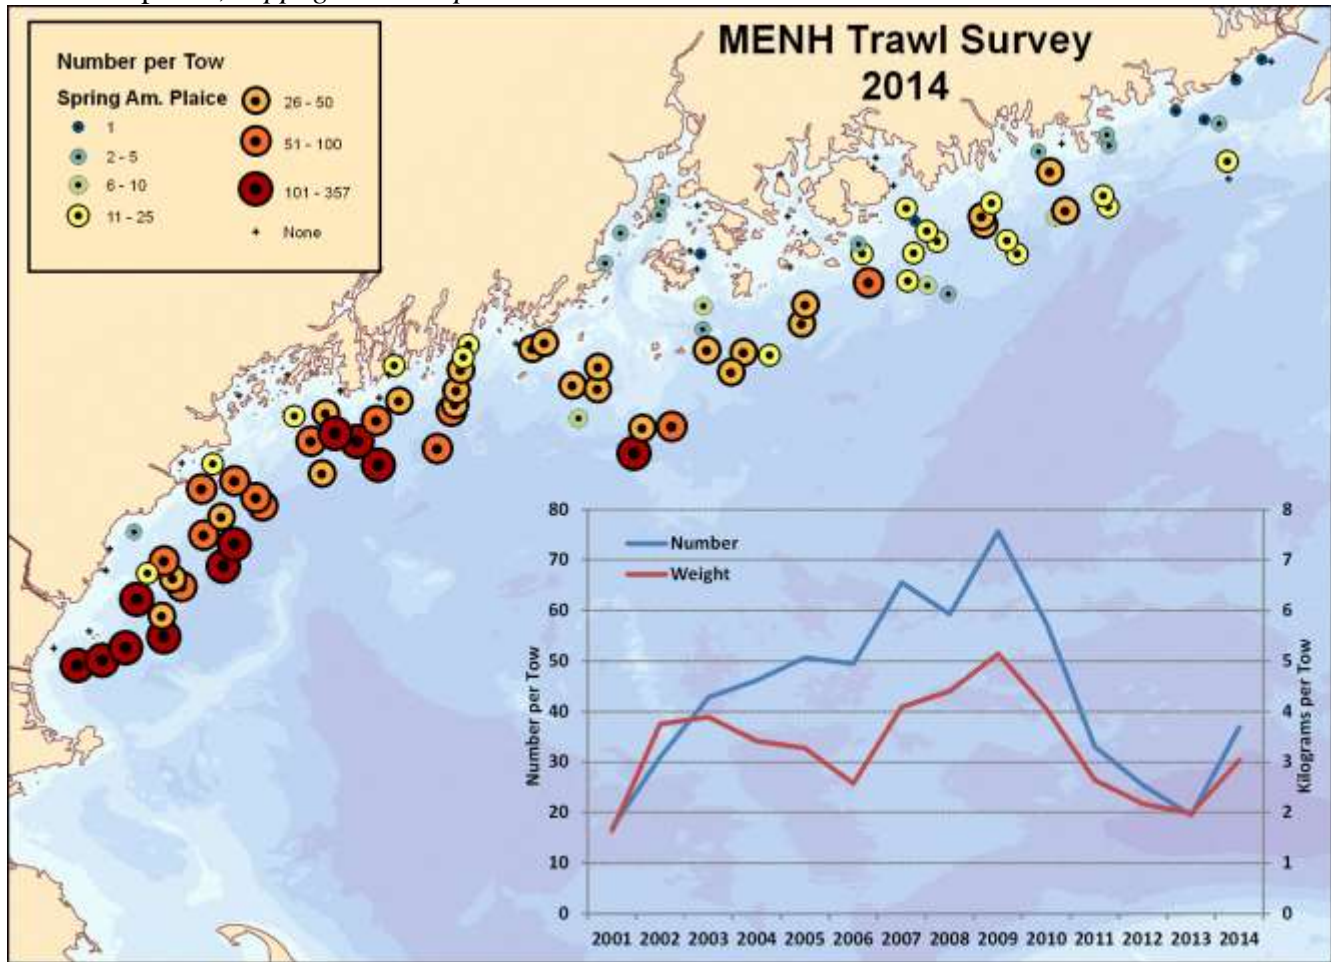 MENH Trawl Survey
2014
Number per Tow
Spring Am. Plaice
1
2 - 5
6 - 10
11 - 25
26 - 50
51 - 100
101 - 357
None
Number
Weight
Number per Tow
80
70
60
50
40
30
20
10
0
Kilograms per Tow
8
7
6
5
4
3
2
1
0
2001 2002 2003 2004 2005 2006 2007 2008 2009 2010 2011 2012 2013 2014